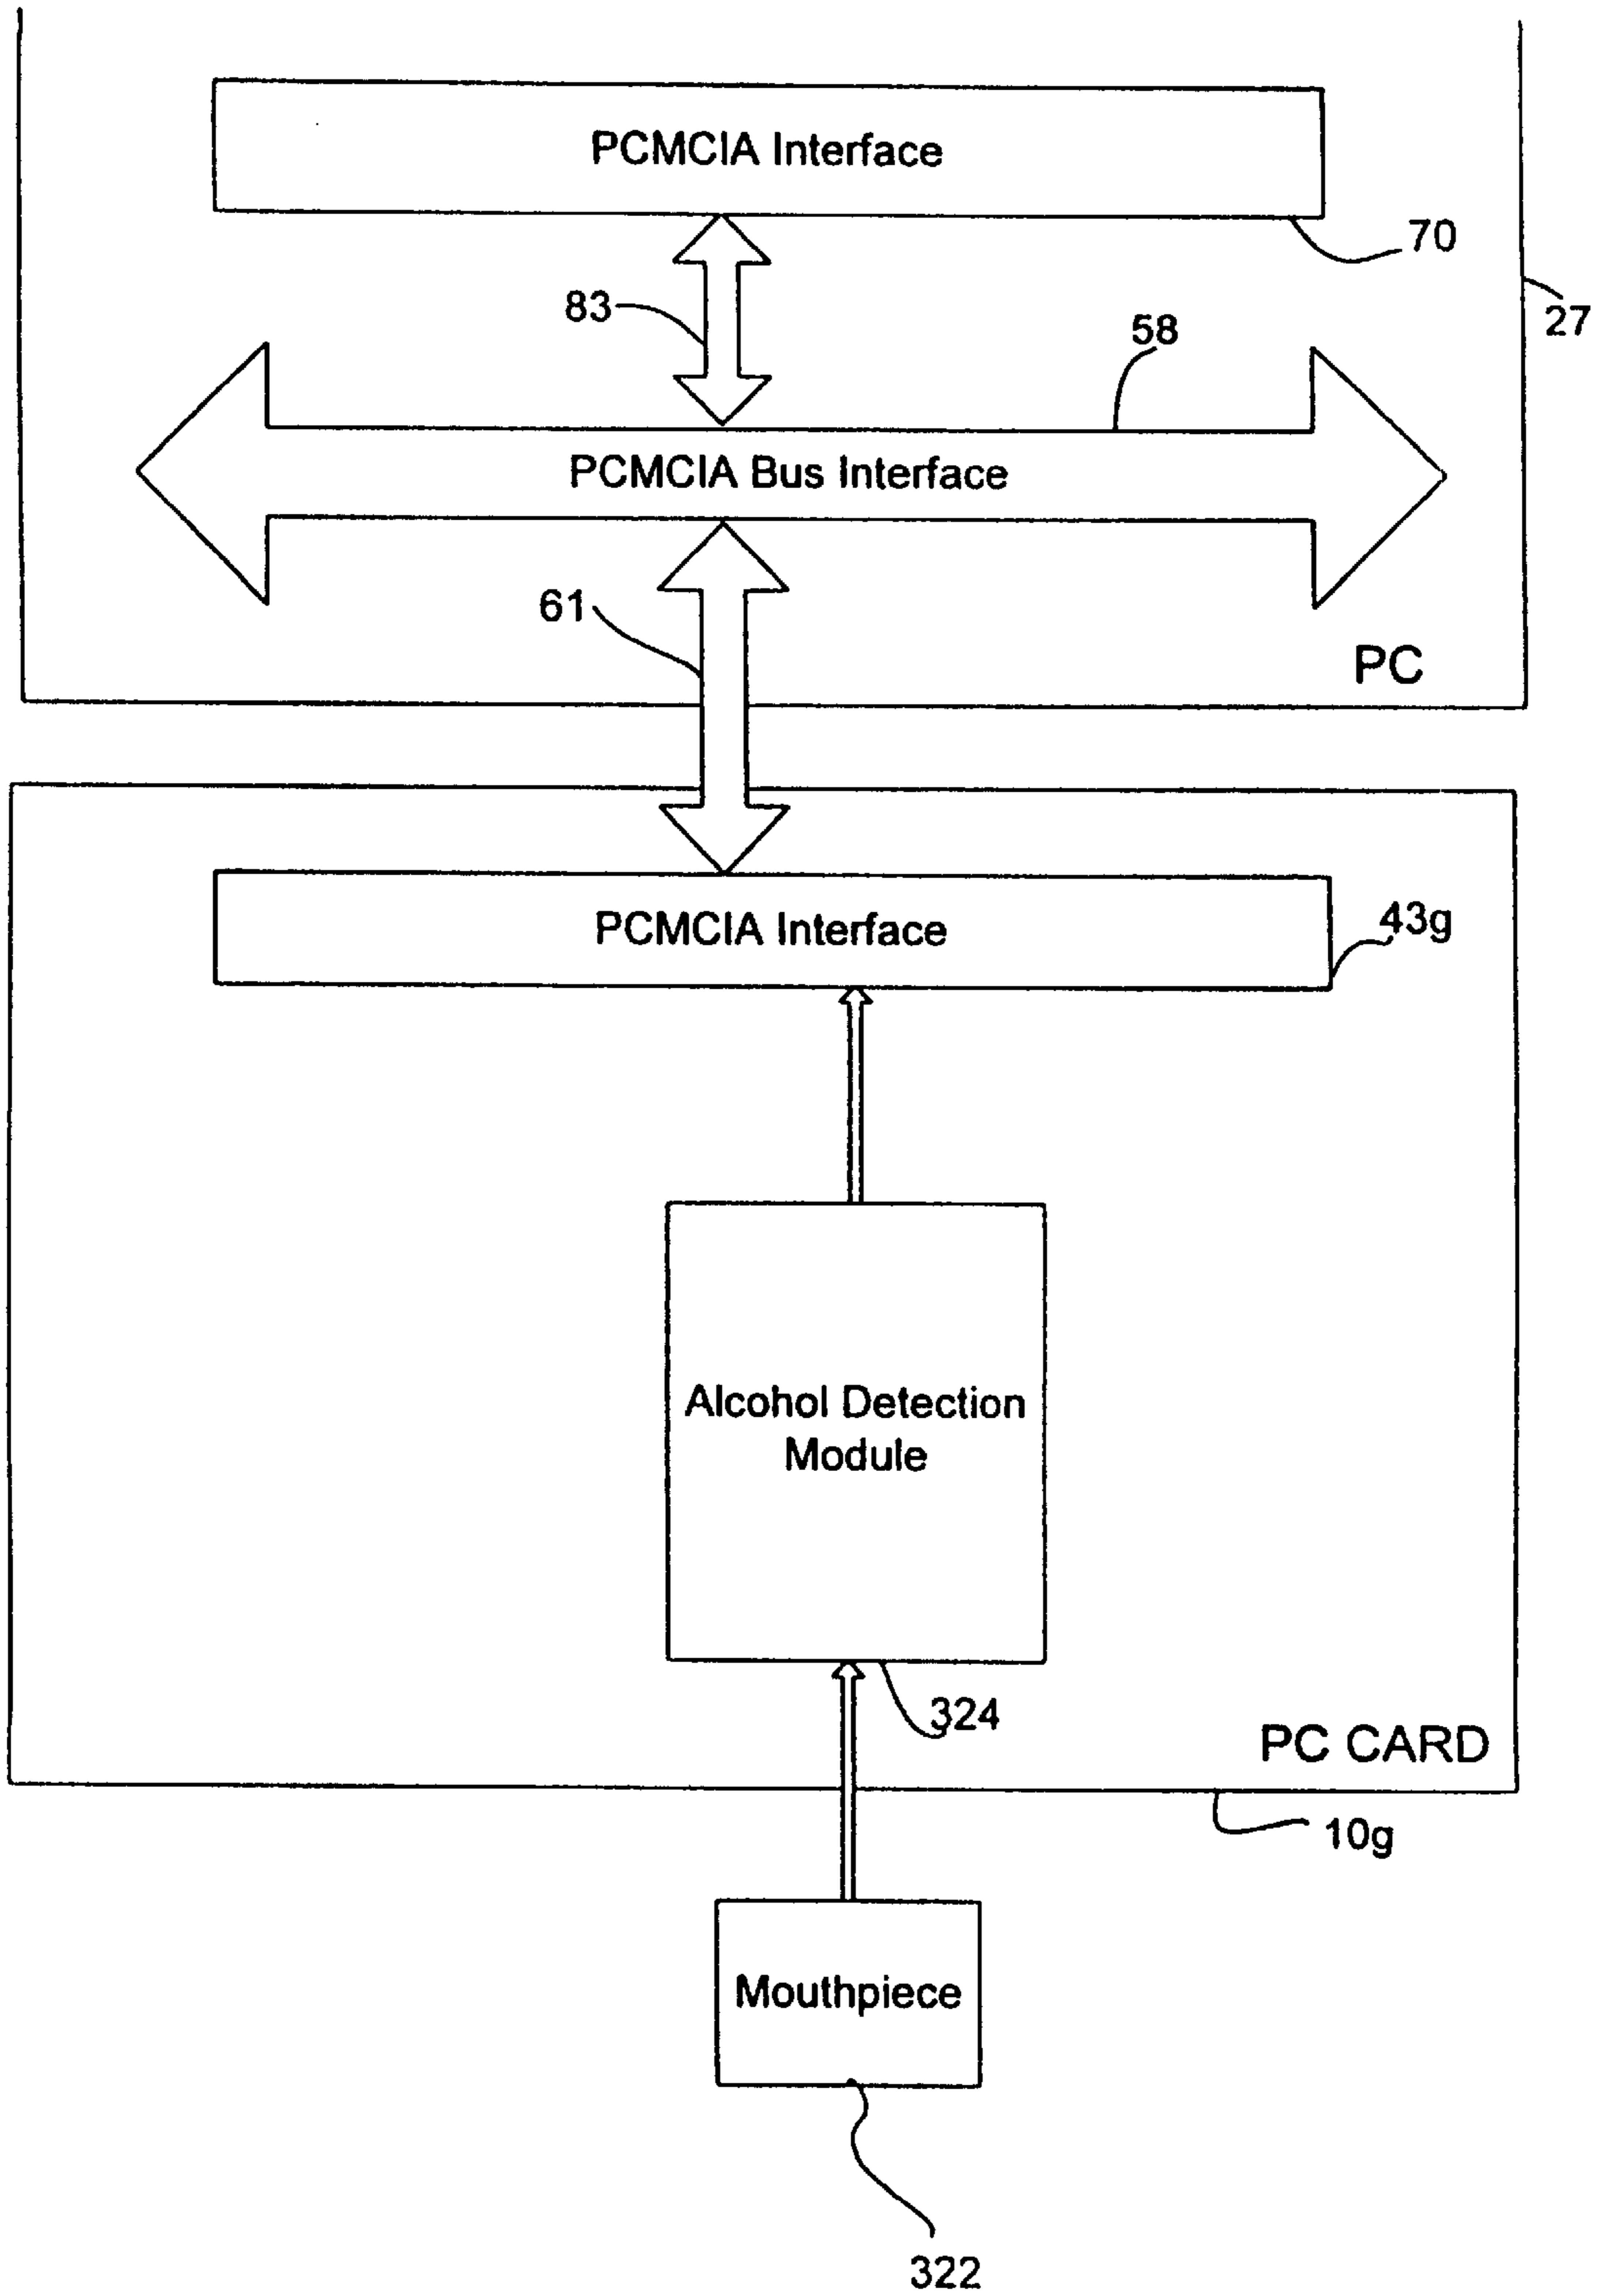 PCMCIA Interface
70
27
83
58
PCMCIA Bus Interface
61
PC
PCMCIA Interface
43g
Alcohol Detection
Module
324
PC CARD
10g
Mouthpiece
322